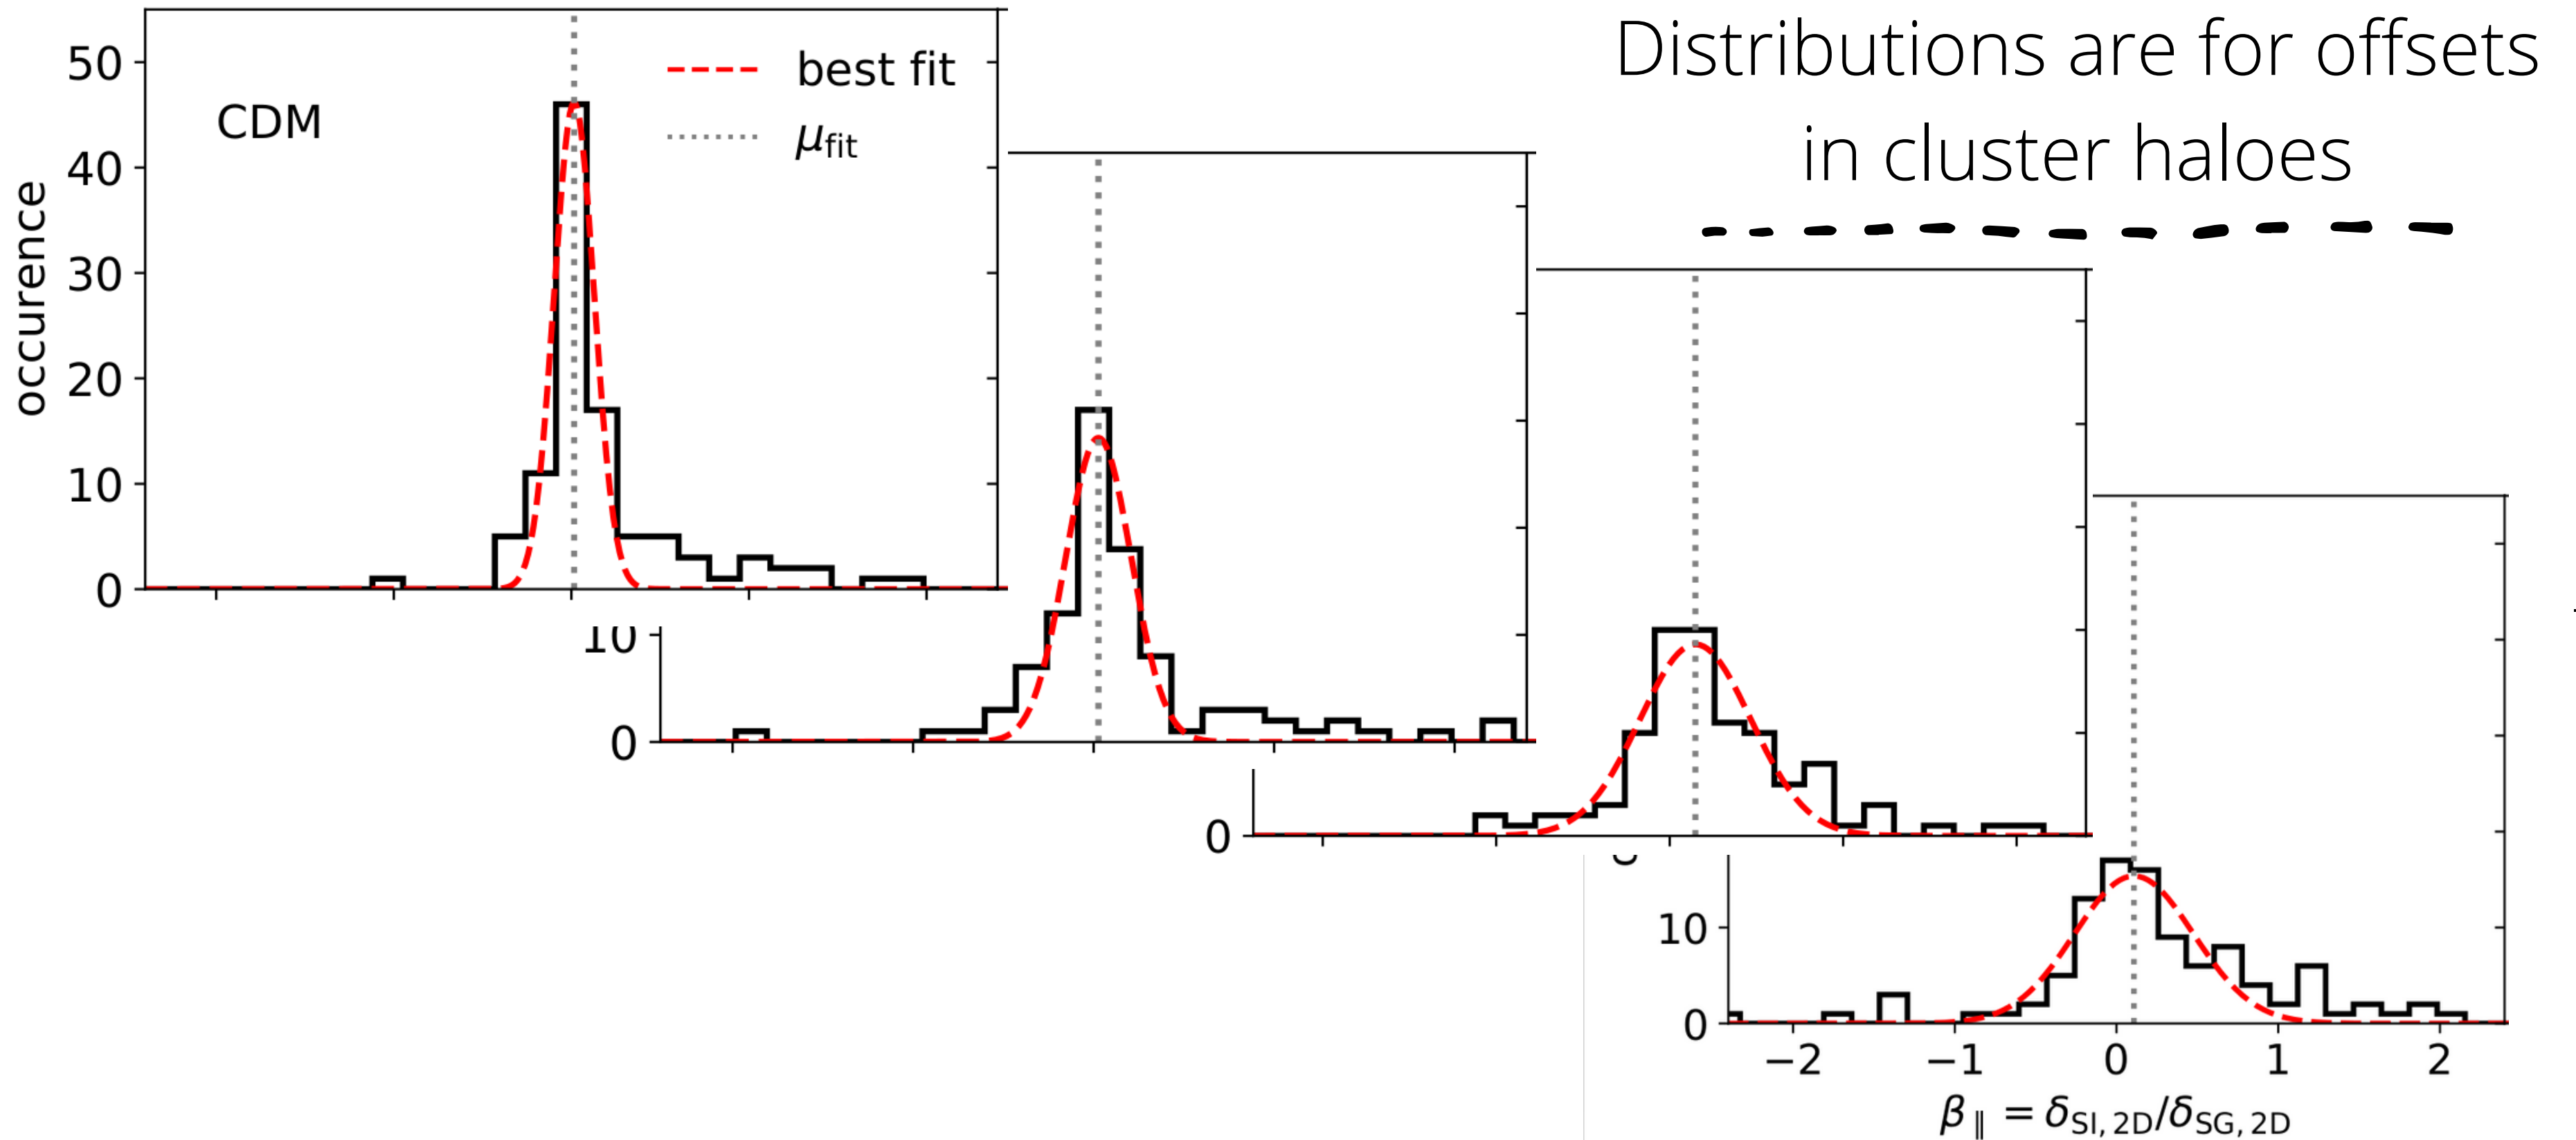 Distributions are for offsets
in cluster haloes
50
40
30
20
10
0
occurence
CDM
best fit
μfit
10
0
0
10
0
−2 −1 0 1 2
β∥ = δSI, 2D/δSG, 2D